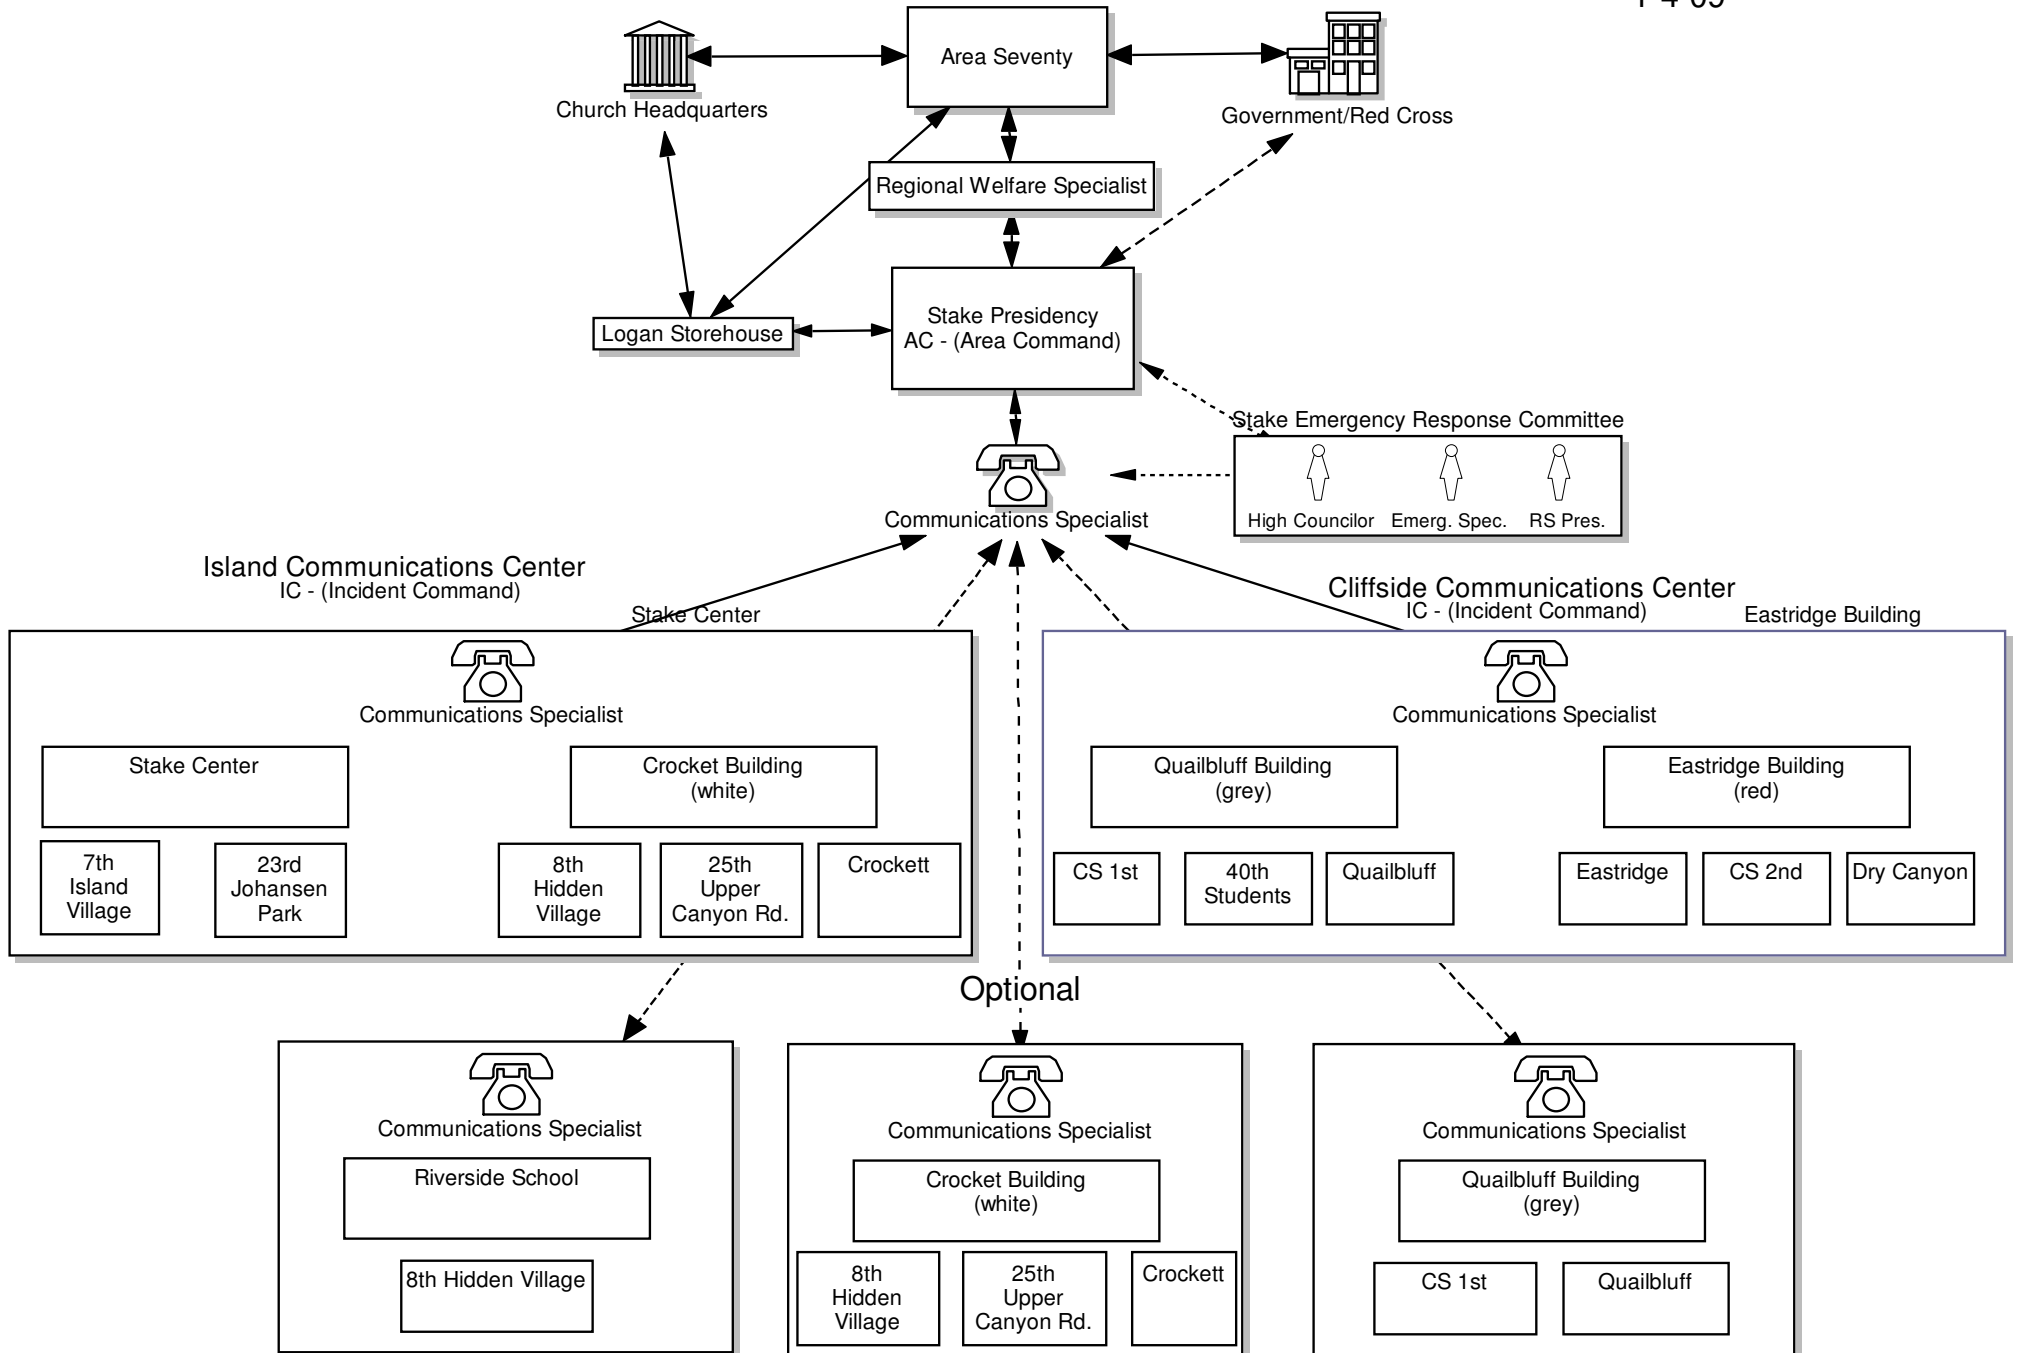 Area Seventy
Church Headquarters
Government/Red Cross
Regional Welfare Specialist
Logan Storehouse
Stake Presidency
AC - (Area Command)
Stake Emergency Response Committee
High Councilor
Emerg. Spec.
RS Pres.
Communications Specialist
Island Communications Center
IC - (Incident Command)
Stake Center
Cliffside Communications Center
IC - (Incident Command)
Eastridge Building
Communications Specialist
Stake Center
Crocket Building
(white)
7th
Island
Village
23rd
Johansen
Park
8th
Hidden
Village
25th
Upper
Canyon Rd.
Crockett
Communications Specialist
Quailbluff Building
(grey)
Eastridge Building
(red)
CS 1st
40th
Students
Quailbluff
Eastridge
CS 2nd
Dry Canyon
Optional
Communications Specialist
Riverside School
8th Hidden Village
Communications Specialist
Crocket Building
(white)
8th
Hidden
Village
25th
Upper
Canyon Rd.
Crockett
Communications Specialist
Quailbluff Building
(grey)
CS 1st
Quailbluff